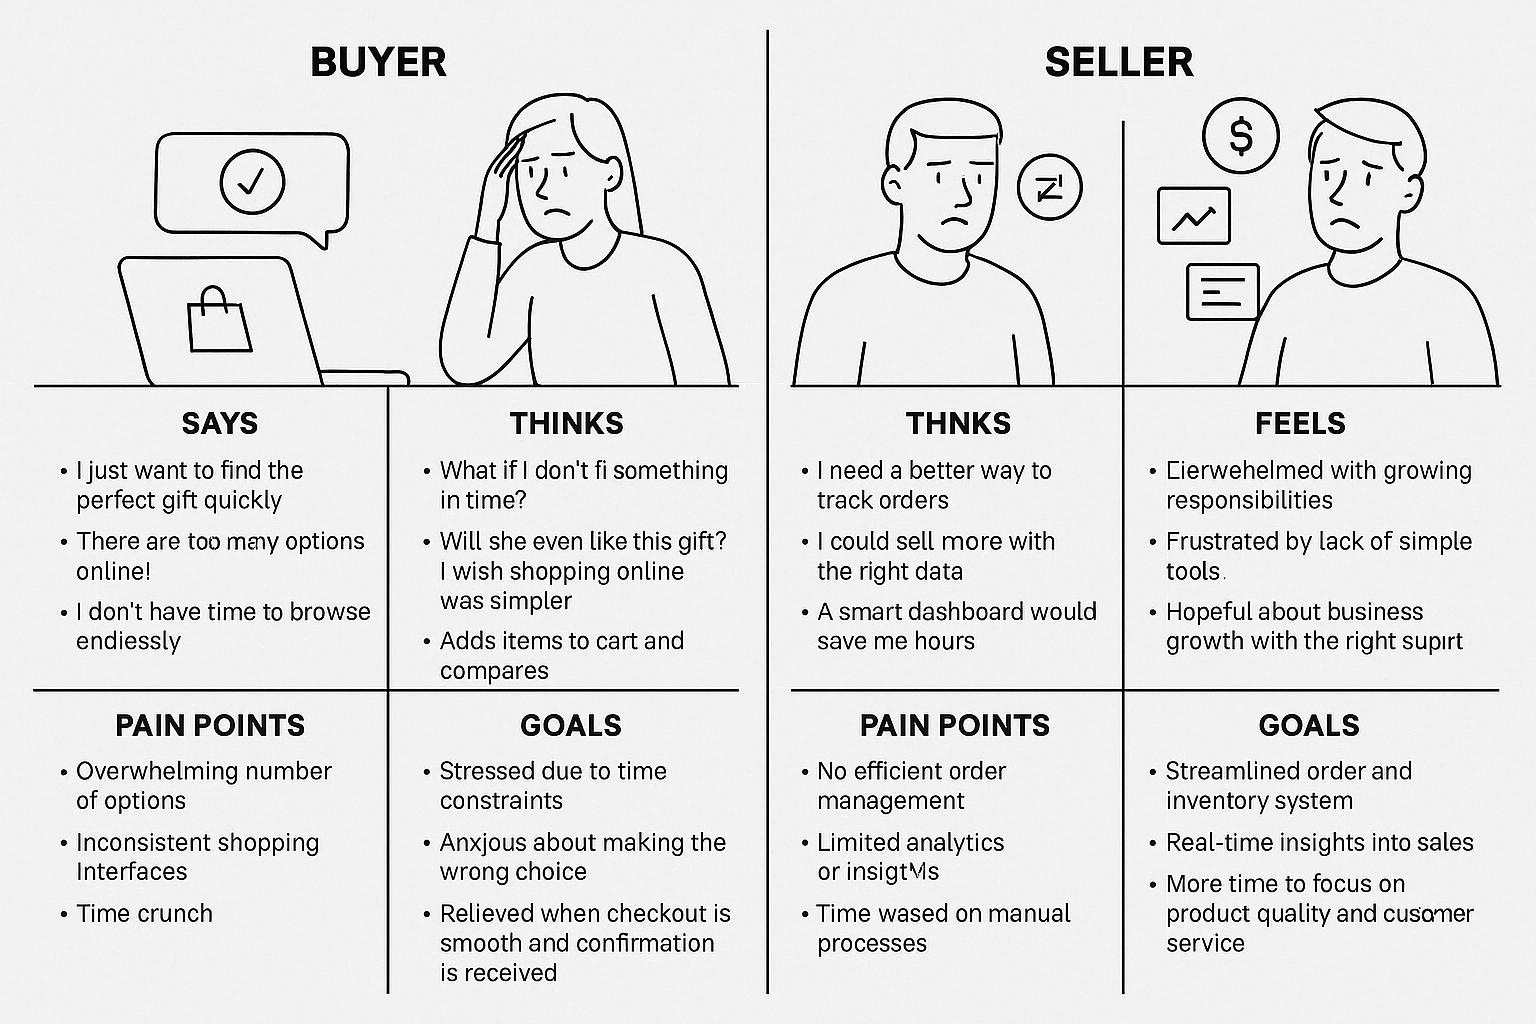 BUYER
SAYS
• I just want to find the
perfect gift quickly
• There are too many options
online!
• I don't have time to browse
endiessly
THINKS
• What if I don't fi something
in time?
• Will she even like this gift?
I wish shopping online
was simpler
• Adds items to cart and
compares
PAIN POINTS
• Overwhelming number
of options
• Inconsistent shopping
Interfaces
• Time crunch
GOALS
• Stressed due to time
constraints
• Anxjous about making the
wrong choice
• Relieved when checkout is
smooth and confirmation
is received
SELLER
$
THNKS
• I need a better way to
track orders
• I could sell more with
the right data
• A smart dashboard would
save me hours
FEELS
• with growing
responsibilities
• Frustrated by lack of simple
tools.
• Hopeful about business
growth with the right
PAIN POINTS
• No efficient order
management
• Limited analytics
or
• Time wased on manual
processes
GOALS
• Streamlined order and
inventory system
• Real-time insights into sales
• More time to focus on
product quality and
service